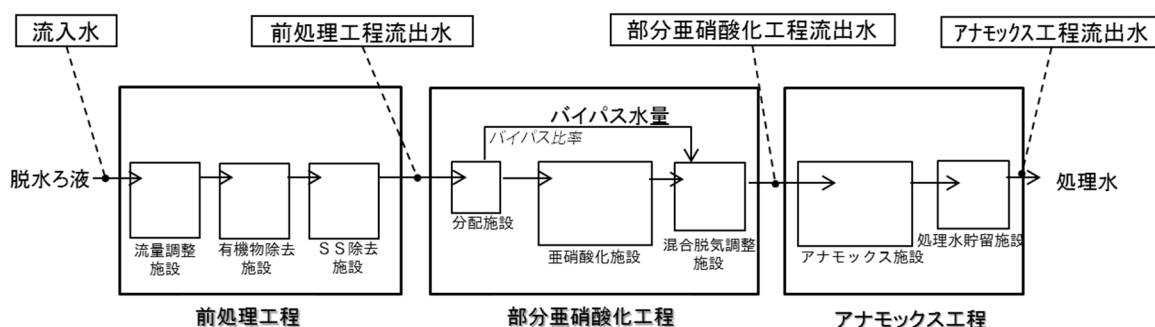 流入水
前処理工程流出水
部分亜硝酸化工程流出水
アナモックス工程流出水
バイパス水量
バイパス比率
脱水ろ液
処理水
流量調整
施設
有機物除去
施設
SS除去
施設
分配施設
亜硝酸化施設
混合脱気調整
施設
アナモックス施設
処理水貯留施設
前処理工程
部分亜硝酸化工程
アナモックス工程